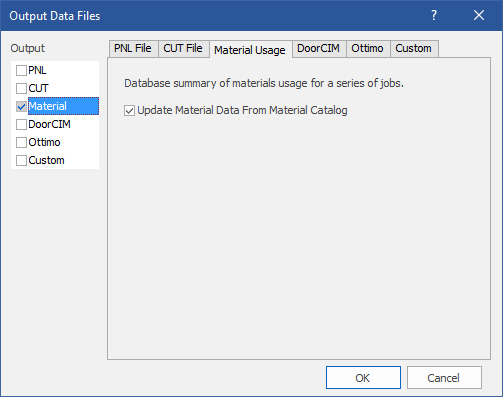 Output Data Files ?
Output
PNL
CUT
Material
DoorCIM
Ottimo
Custom
PNL File CUT File Material Usage DoorCIM Ottimo Custom
Database summary of materials usage for a series of jobs.
Update Material Data From Material Catalog
OK Cancel